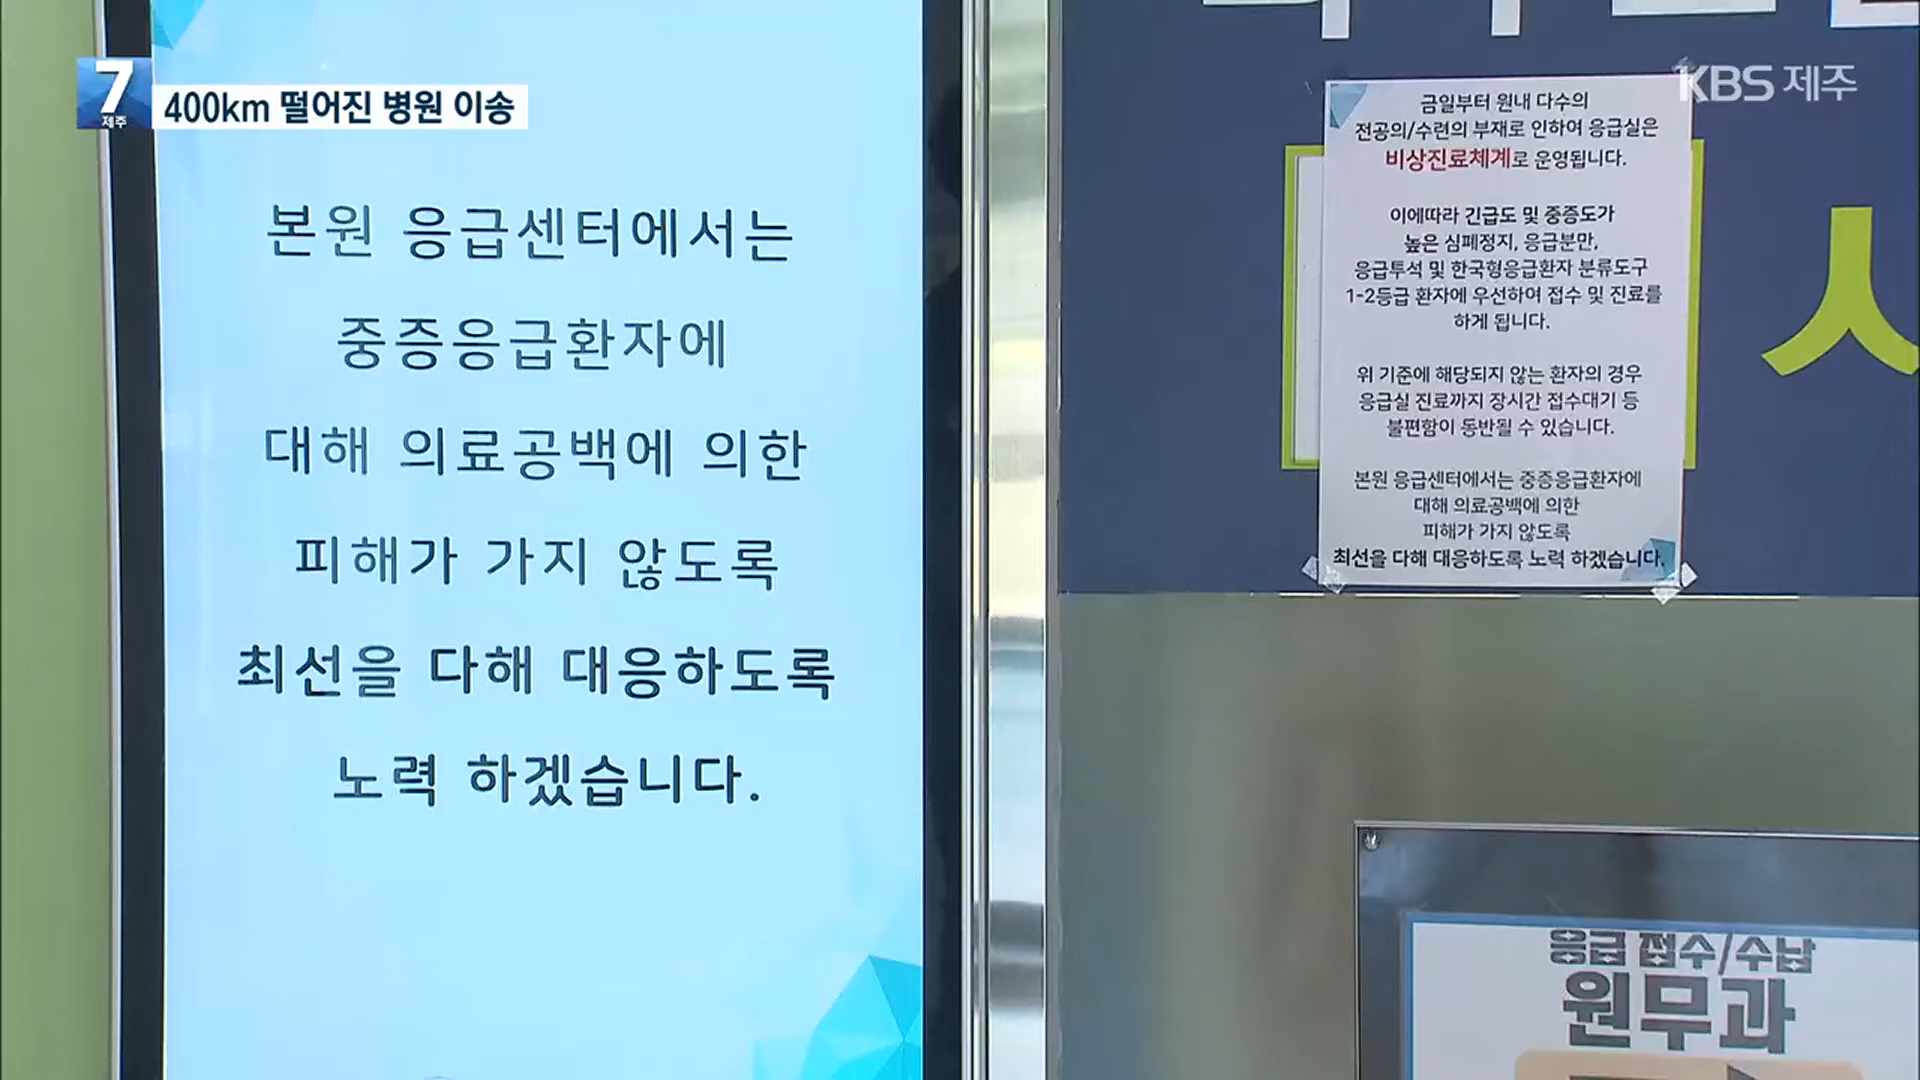 7
제주
400km 떨어진 병원 이송
KBS 제주
본원 응급센터에서는
중증응급환자에
대해 의료공백에 의한
피해가 가지 않도록
최선을 다해 대응하도록
노력 하겠습니다.
금일부터 원내 다수의
전공의/수련의 부재로 인하여 응급실은
비상진료체계로 운영됩니다.
이에따라 긴급도 및 중증도가
높은 심폐정지, 응급분만,
응급투석 및 한국형응급환자 분류도구
1-2등급 환자에 우선하여 접수 및 진료를
하게 됩니다.
위 기준에 해당되지 않는 환자의 경우
응급실 진료까지 장시간 접수대기 등
불편함이 동반될 수 있습니다.
본원 응급센터에서는 중증응급환자에
대해 의료공백에 의한
피해가 가지 않도록
최선을 다해 대응하도록 노력 하겠습니다.
응급 접수/수납
원무과